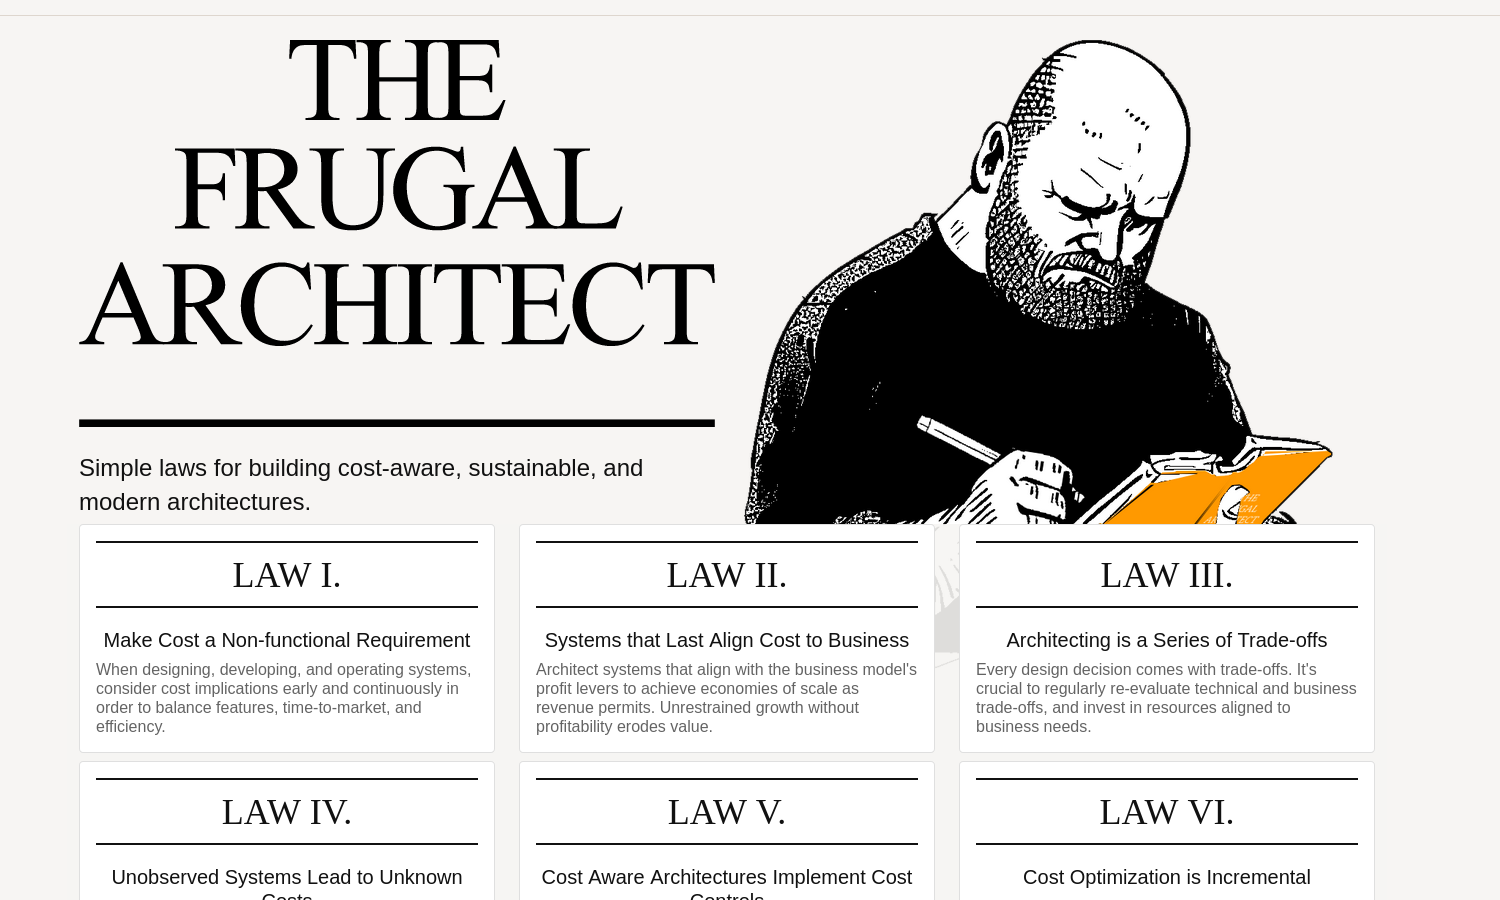 THE
FRUGAL
ARCHITECT
Simple laws for building cost-aware, sustainable, and
modern architectures.
LAW I.
Make Cost a Non-functional Requirement
When designing, developing, and operating systems,
consider cost implications early and continuously in
order to balance features, time-to-market, and
efficiency.
LAW II.
Systems that Last Align Cost to Business
Architect systems that align with the business model's
profit levers to achieve economies of scale as
revenue permits. Unrestrained growth without
profitability erodes value.
LAW III.
Architecting is a Series of Trade-offs
Every design decision comes with trade-offs. It's
crucial to regularly re-evaluate technical and business
trade-offs, and invest in resources aligned to
business needs.
LAW IV.
Unobserved Systems Lead to Unknown
Costs
LAW V.
Cost Aware Architectures Implement Cost
Controls
LAW VI.
Cost Optimization is Incremental